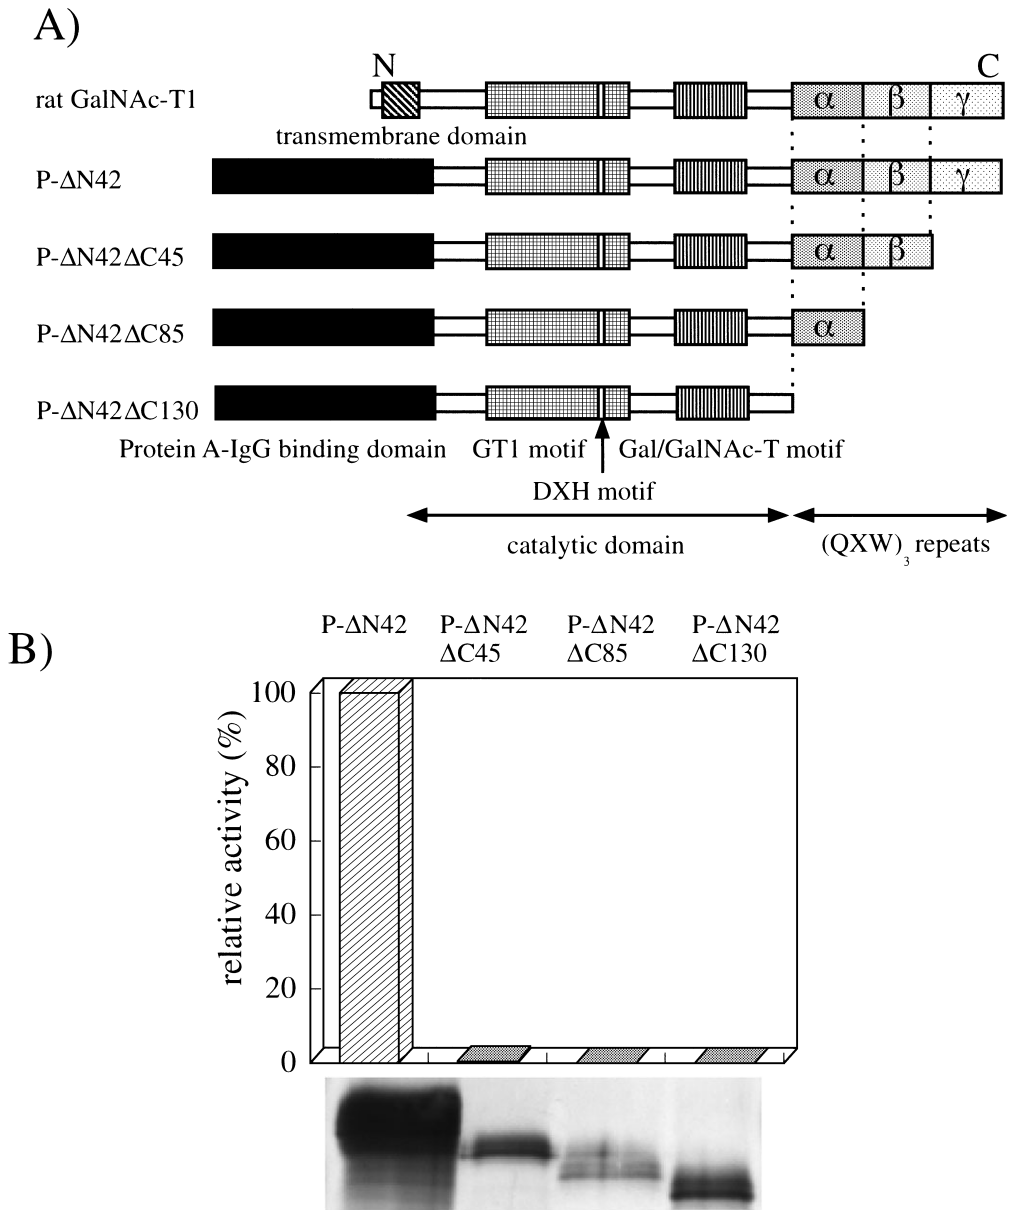 A)
N C
rat GalNAc-T1 α β γ
transmembrane domain
P-ΔN42 α β γ
P-ΔN42ΔC45 α β
P-ΔN42ΔC85 α
P-ΔN42ΔC130
Protein A-IgG binding domain GT1 motif Gal/GalNAc-T motif
DXH motif
catalytic domain (QXW)3 repeats
B)
P-ΔN42 P-ΔN42 P-ΔN42 P-ΔN42
ΔC45 ΔC85 ΔC130
relative activity (%)
100
80
60
40
20
0